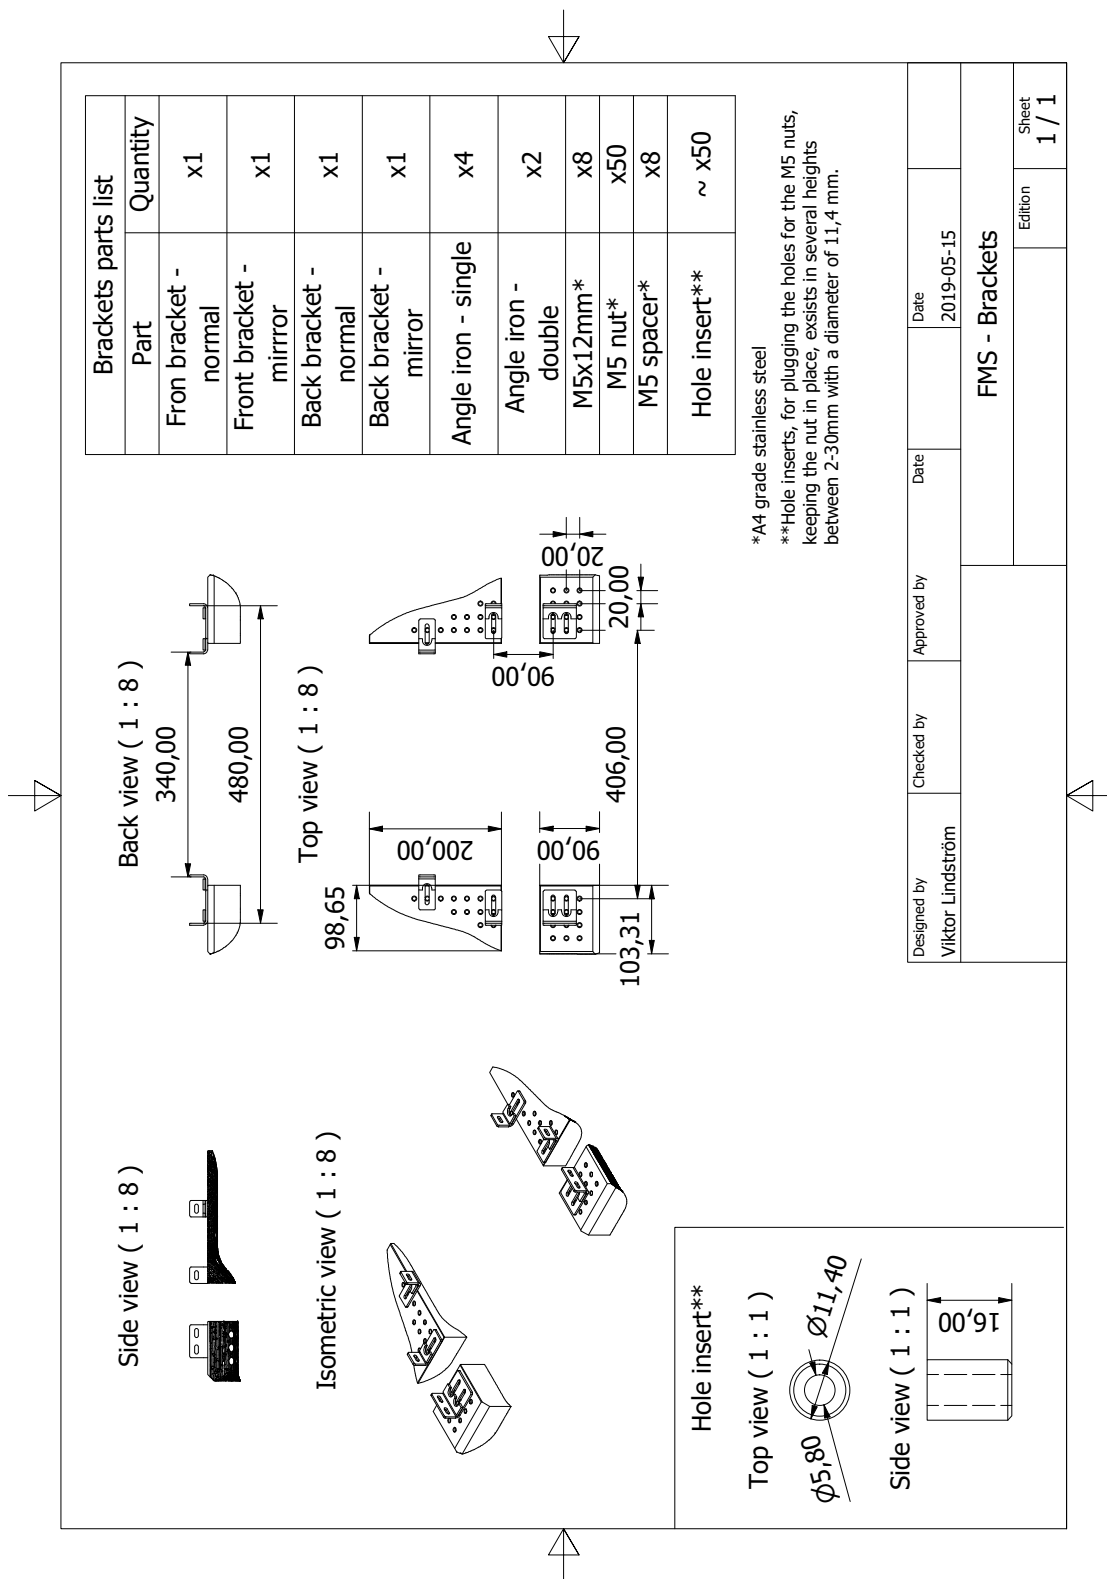 Side view ( 1 : 8 )
Isometric view ( 1 : 8 )
Back view ( 1 : 8 )
340,00
480,00
Top view ( 1 : 8 )
98,65
200,00
90,00
90,00
20,00
20,00
103,31
406,00
Brackets parts list
Part Quantity
Fron bracket -
normal
x1
Front bracket -
mirrror
x1
Back bracket -
normal
x1
Back bracket -
mirror
x1
Angle iron - single x4
Angle iron -
double
x2
M5x12mm* x8
M5 nut* x50
M5 spacer* x8
Hole insert** ~ x50
*A4 grade stainless steel
**Hole inserts, for plugging the holes for the M5 nuts,
keeping the nut in place, exsists in several heights
between 2-30mm with a diameter of 11,4 mm.
Hole insert**
Top view ( 1 : 1 )
Ø5,80
Ø11,40
Side view ( 1 : 1 )
16,00
Designed by Checked by Approved by Date Date
Viktor Lindström 2019-05-15
FMS - Brackets
Edition Sheet
1 / 1